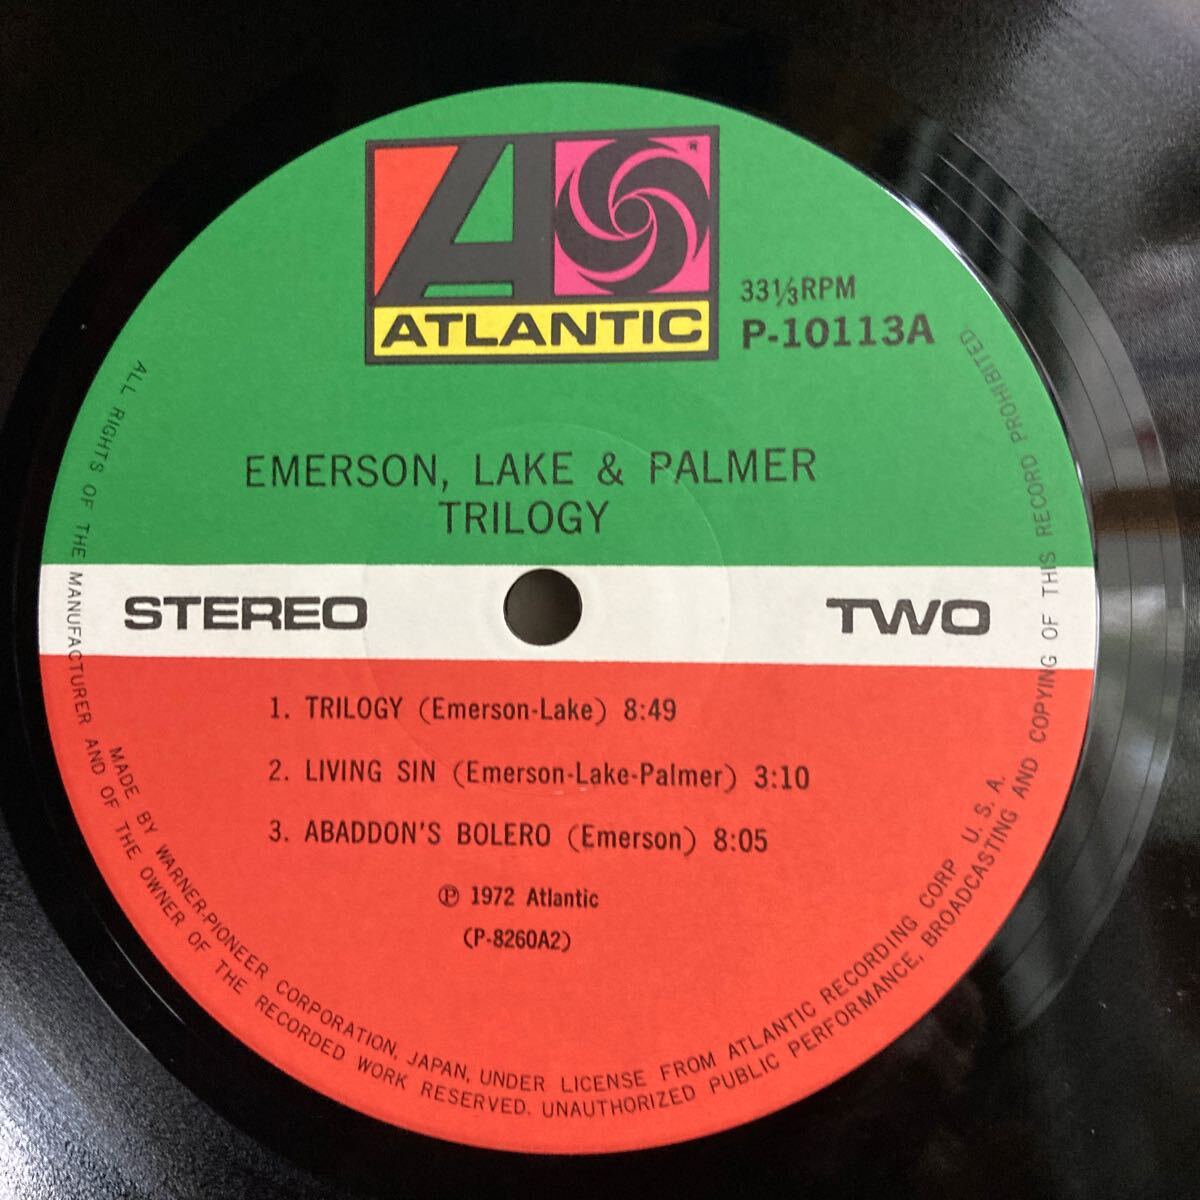 ATLANTIC
33⅓RPM
P-10113A
EMERSON, LAKE & PALMER
TRILOGY
STEREO
TWO
1. TRILOGY (Emerson-Lake) 8:49
2. LIVING SIN (Emerson-Lake-Palmer) 3:10
3. ABADDON'S BOLERO (Emerson) 8:05
℗ 1972 Atlantic
(P-8260A2)
MADE BY WARNER-PIONEER CORPORATION, JAPAN, UNDER LICENSE FROM ATLANTIC RECORDING CORP U. S. A.
ALL RIGHTS OF THE MANUFACTURER AND OF THE OWNER OF THE RECORDED WORK RESERVED. UNAUTHORIZED PUBLIC PERFORMANCE, BROADCASTING AND COPYING OF THIS RECORD PROHIBITED.